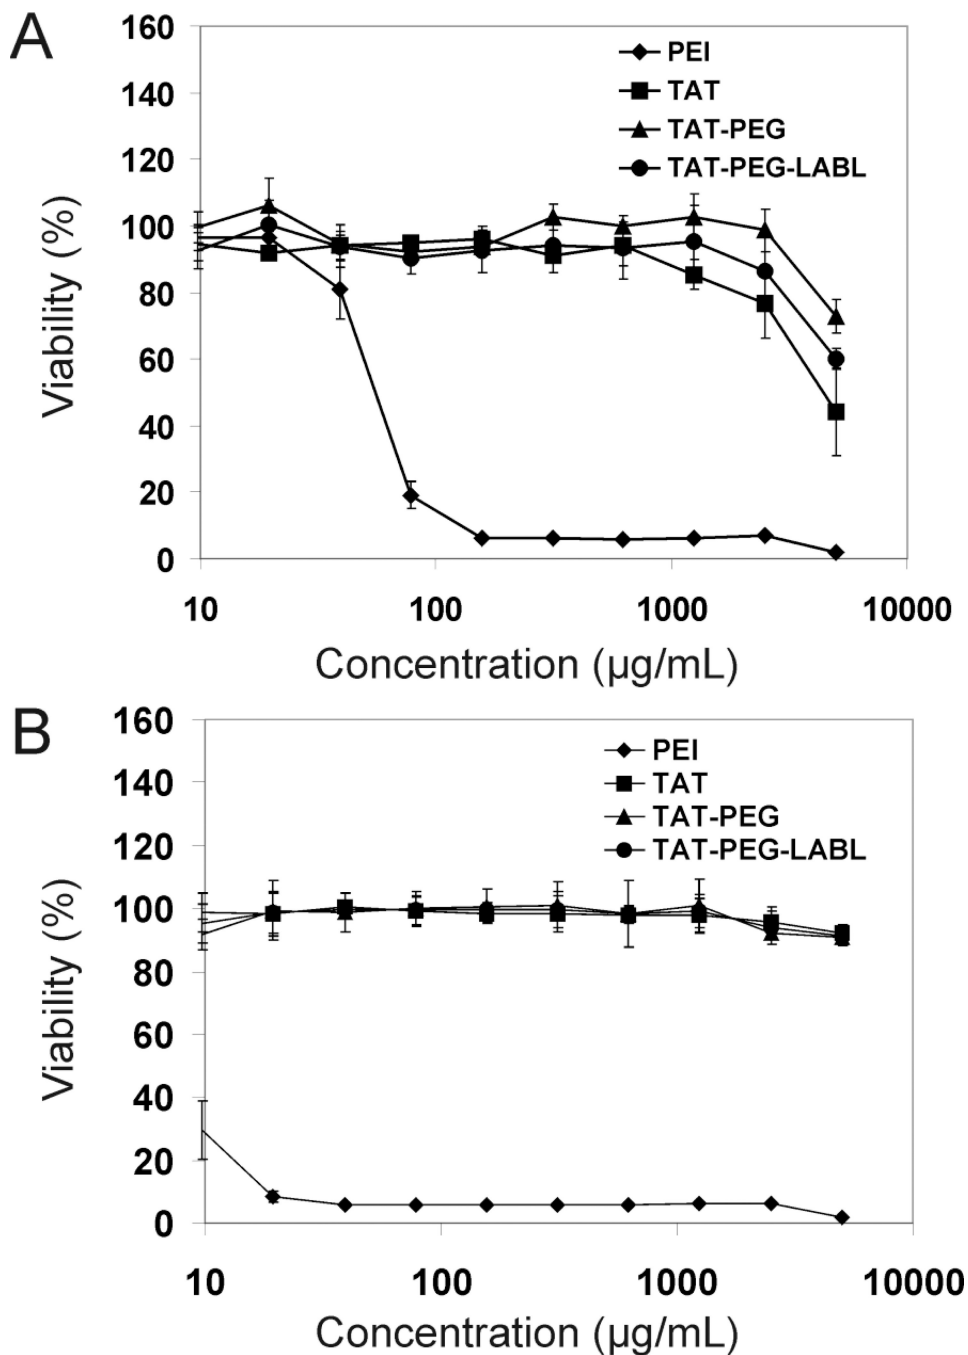 A
160
140
120
100
80
60
40
20
0
Viability (%)
PEI
TAT
TAT-PEG
TAT-PEG-LABL
10 100 1000 10000
Concentration (µg/mL)
B
160
140
120
100
80
60
40
20
0
Viability (%)
PEI
TAT
TAT-PEG
TAT-PEG-LABL
10 100 1000 10000
Concentration (µg/mL)